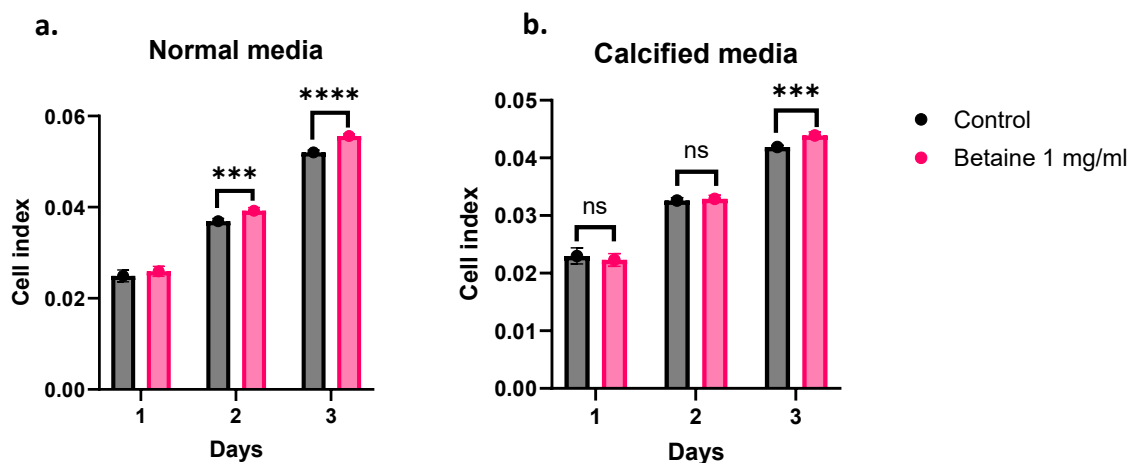 a.
Normal media
Cell index
0.06
0.04
0.02
0.00
***
****
1 2 3
Days
b.
Calcified media
Cell index
0.05
0.04
0.03
0.02
0.01
0.00
ns
ns
***
1 2 3
Days
Control
Betaine 1 mg/ml